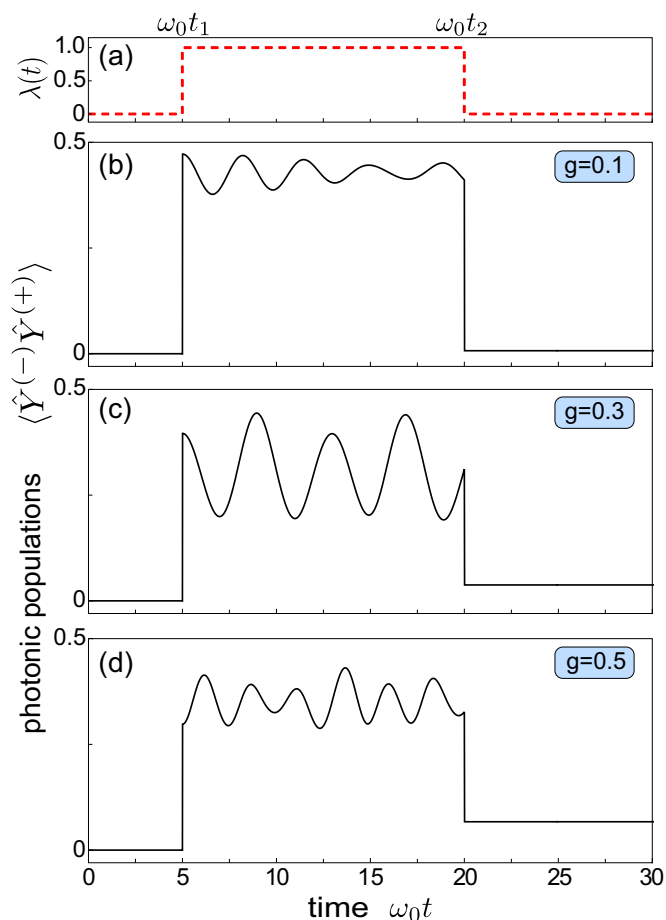 ω₀t₁ ω₀t₂
(a)
λ(t)
1.0
0.5
0
(b)
g=0.1
0.5
0
(c)
g=0.3
0.5
0
(d)
g=0.5
0.5
0
photonic populations ⟨Ŷ⁽⁻⁾Ŷ⁽⁺⁾⟩
0 5 10 15 20 25 30
time ω₀t